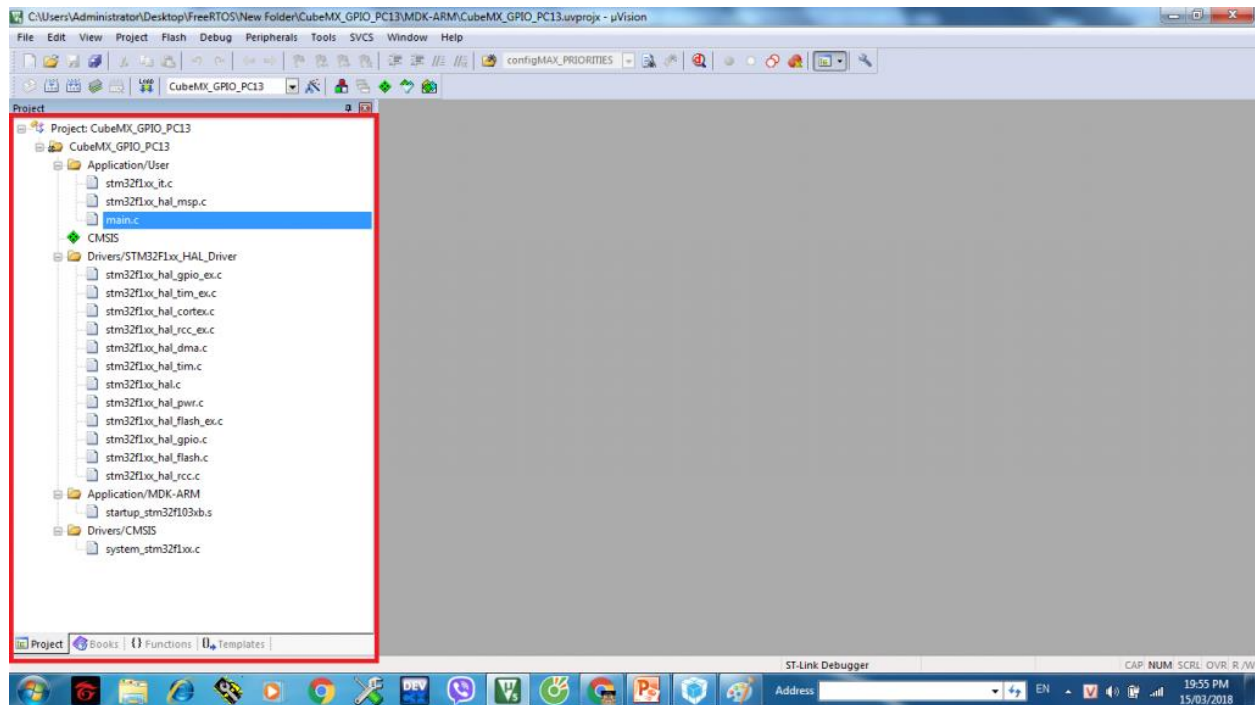 C:\Users\Administrator\Desktop\FreeRTOS\New Folder\CubeMX_GPIO_PC13\MDK-ARM\CubeMX_GPIO_PC13.uvprojx - µVision
File Edit View Project Flash Debug Peripherals Tools SVCS Window Help
configMAX_PRIORITIES
LOAD CubeMX_GPIO_PC13
Project
Project: CubeMX_GPIO_PC13
CubeMX_GPIO_PC13
Application/User
stm32f1xx_it.c
stm32f1xx_hal_msp.c
main.c
CMSIS
Drivers/STM32F1xx_HAL_Driver
stm32f1xx_hal_gpio_ex.c
stm32f1xx_hal_tim_ex.c
stm32f1xx_hal_cortex.c
stm32f1xx_hal_rcc_ex.c
stm32f1xx_hal_dma.c
stm32f1xx_hal_tim.c
stm32f1xx_hal.c
stm32f1xx_hal_pwr.c
stm32f1xx_hal_flash_ex.c
stm32f1xx_hal_gpio.c
stm32f1xx_hal_flash.c
stm32f1xx_hal_rcc.c
Application/MDK-ARM
startup_stm32f103xb.s
Drivers/CMSIS
system_stm32f1xx.c
Project Books {} Functions 0 Templates
ST-Link Debugger CAP NUM SCRL OVR R/W
DEV Address EN V 19:55 PM
15/03/2018